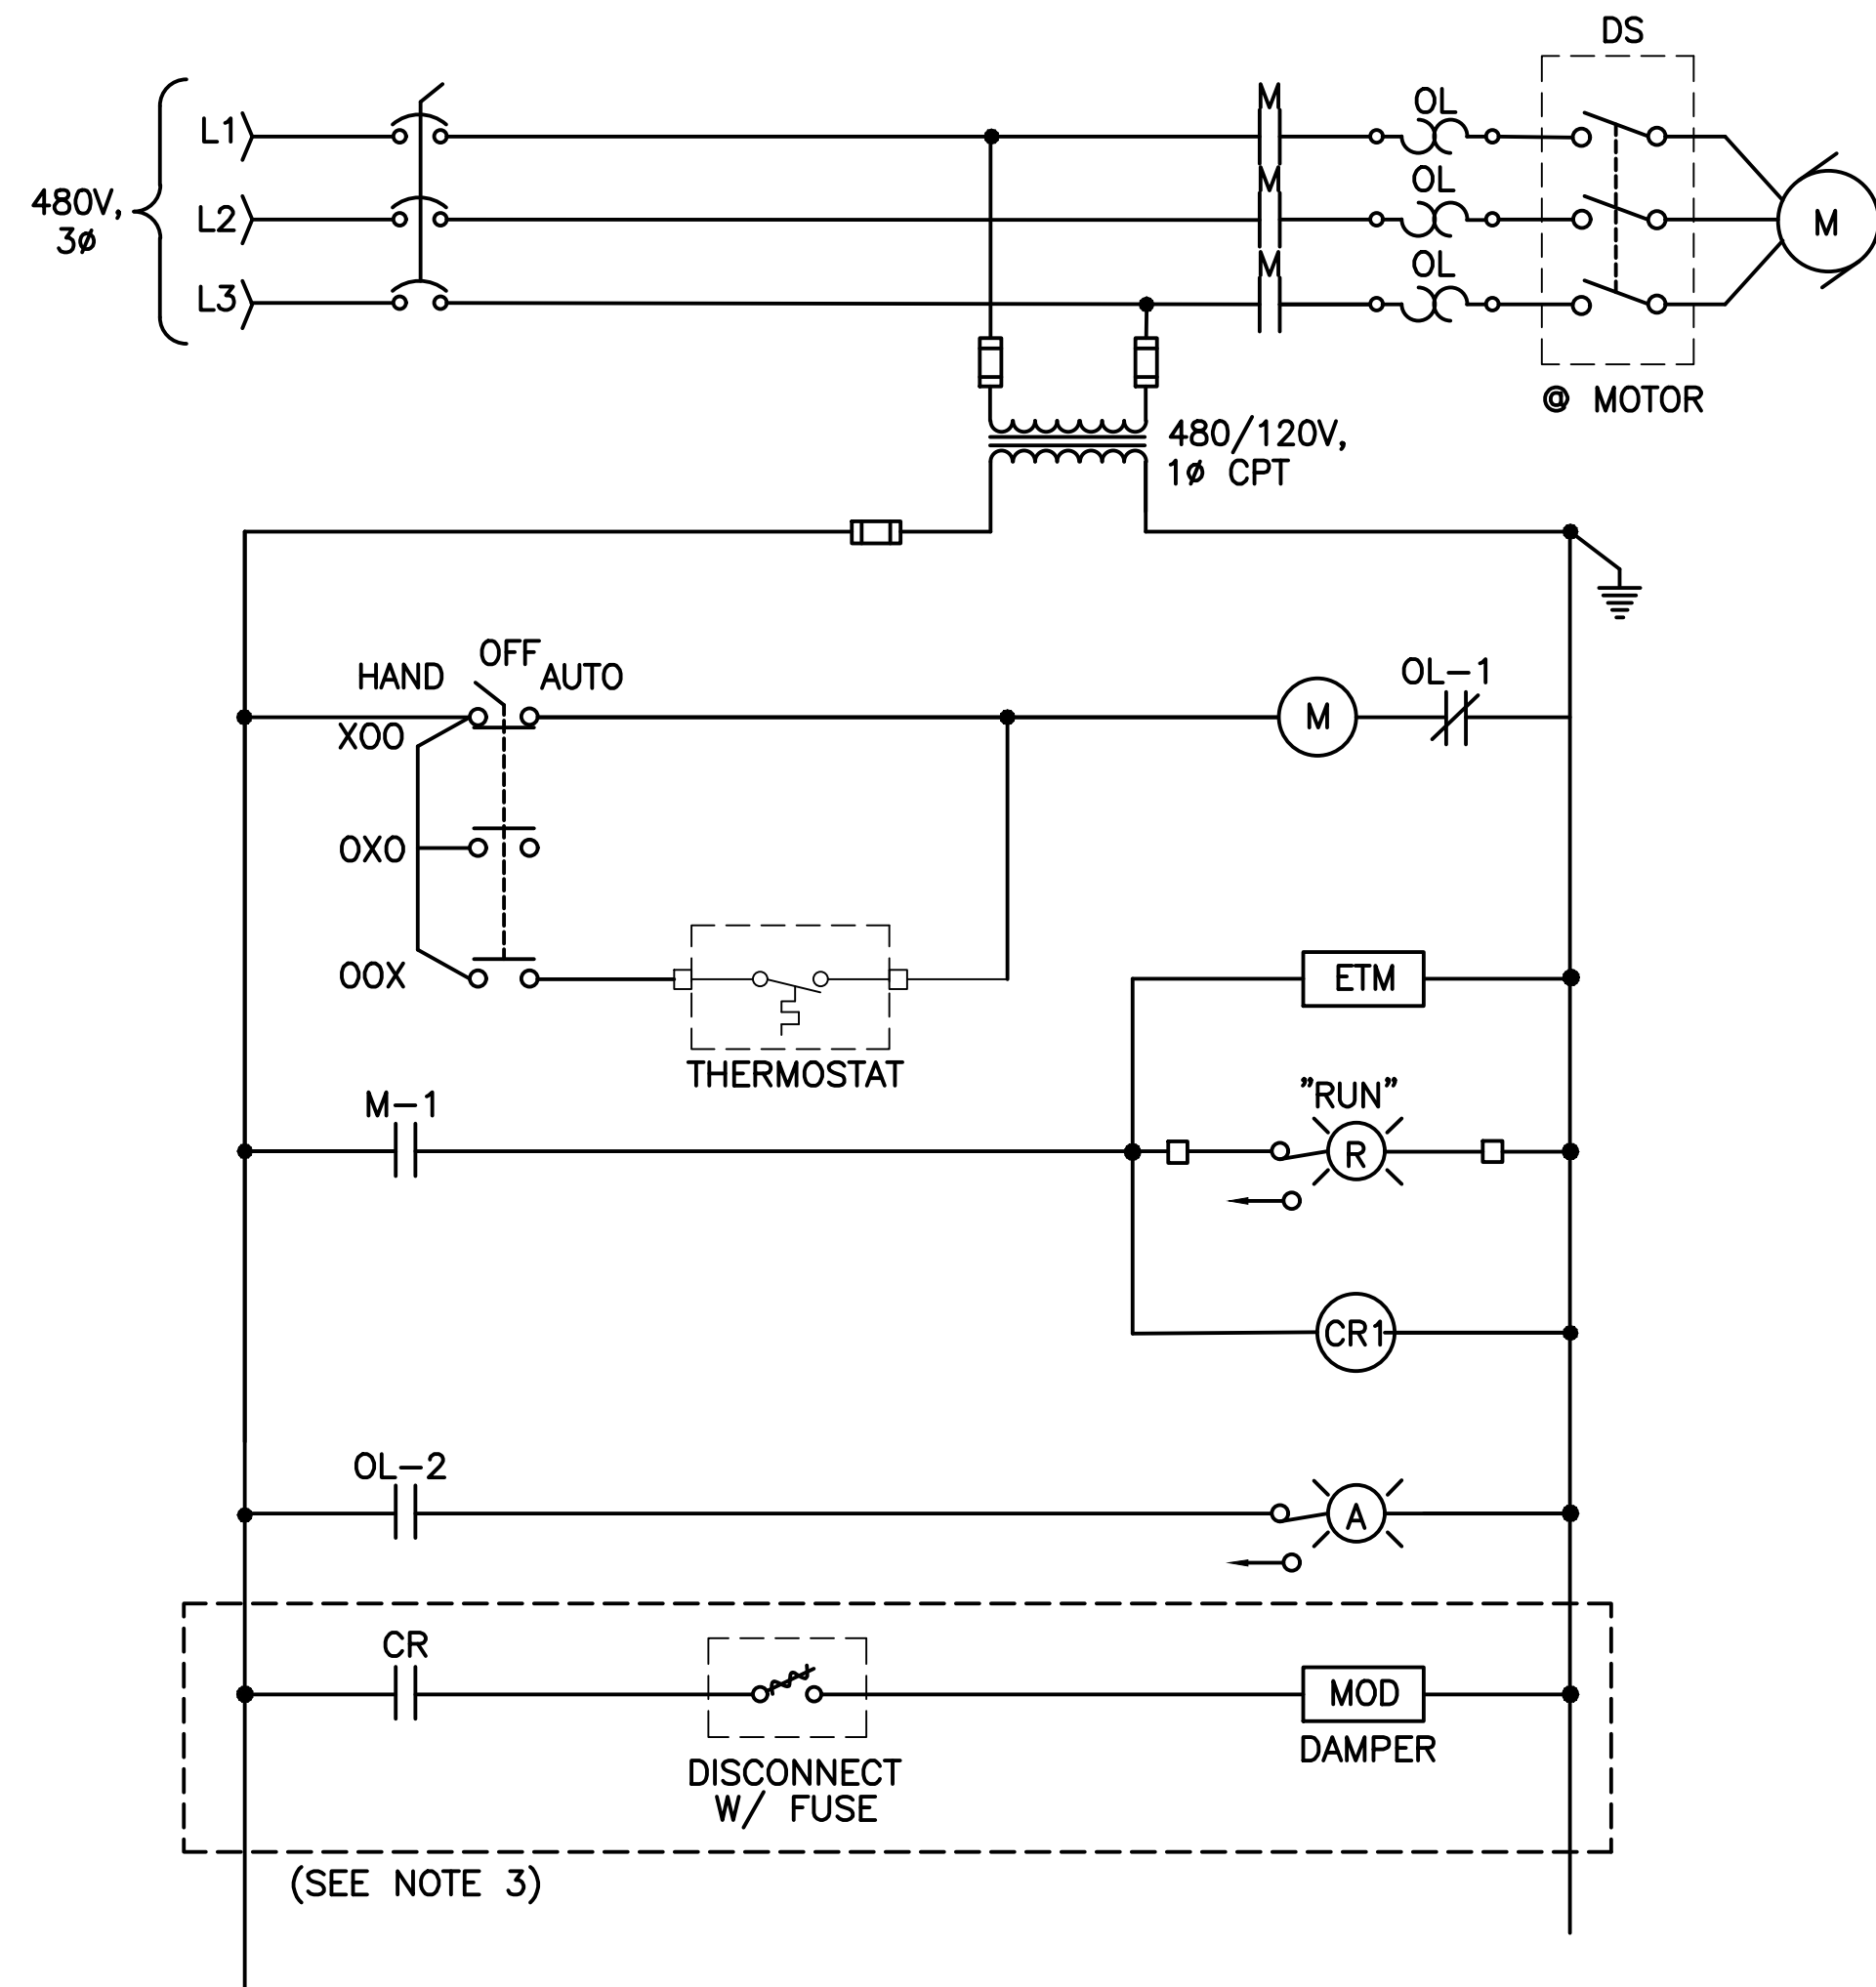 DS
480V,
3ø
L1
L2
L3
M
M
M
OL
OL
OL
M
@ MOTOR
480/120V,
1ø CPT
HAND
OFF
AUTO
XOO
OXO
OOX
M
OL-1
THERMOSTAT
ETM
M-1
"RUN"
R
CR1
OL-2
A
CR
DISCONNECT
W/ FUSE
MOD
DAMPER
(SEE NOTE 3)